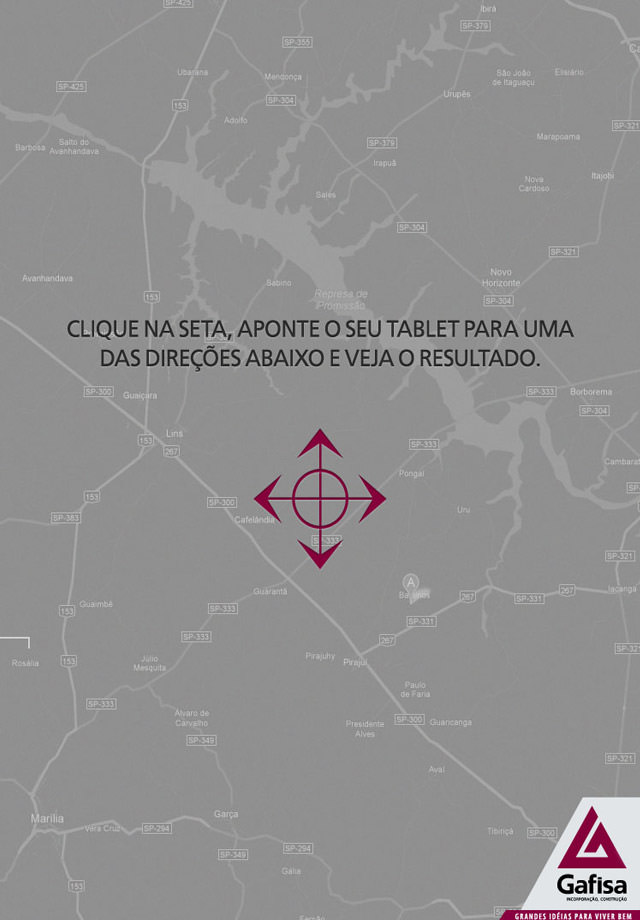 SP-425
Ibirá
SP-379
SP-355
Ubarana
Mendonça
São João
de Itaguaçu
Elisiário
SP-425
153
SP-304
Urupês
Adolfo
SP-321
Barbosa
Salto do
Avanhandava
SP-379
Marapoama
Irapuã
Nova
Cardoso
Itajobi
Sales
SP-304
SP-321
Avanhandava
Sabino
Novo
Horizonte
153
Represa de
Promissão
SP-304
CLIQUE NA SETA, APONTE O SEU TABLET PARA UMA
DAS DIREÇÕES ABAIXO E VEJA O RESULTADO.
SP-300
Guaiçara
SP-333
Borborema
SP-304
Lins
153
267
SP-333
Pongaí
153
SP-300
Uru
SP-383
Cafelândia
SP-333
SP-321
A
Guarantã
267
267
SP-331
Iacanga
Guaimbê
153
SP-333
SP-331
SP-333
267
Rosália
153
Júlio
Mesquita
Pirajuhy
Pirajuí
Paulo
de Faria
SP-333
Álvaro de
Carvalho
SP-300
Guaricanga
Presidente
Alves
SP-349
SP-321
Avaí
Marília
Vera Cruz
SP-294
Garça
Tibiriçá
SP-300
SP-349
SP-294
Gália
153
Gafisa
INCORPORAÇÃO, CONSTRUÇÃO
GRANDES IDÉIAS PARA VIVER BEM